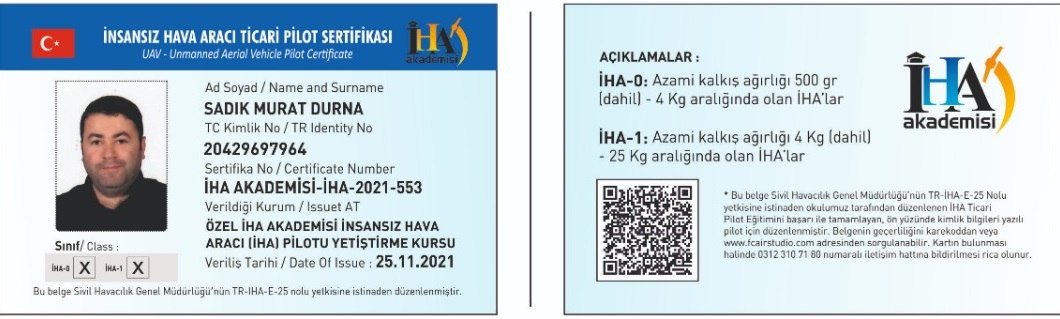 İNSANSIZ HAVA ARACI TİCARİ PİLOT SERTİFİKASI
UAV - Unmanned Aerial Vehicle Pilot Certificate
İHA
akademisi
Ad Soyad / Name and Surname
SADIK MURAT DURNA
TC Kimlik No / TR Identity No
20429697964
Sertifika No / Certificate Number
İHA AKADEMİSİ-İHA-2021-553
Verildiği Kurum / Issuet AT
ÖZEL İHA AKADEMİSİ İNSANSIZ HAVA
ARACI (İHA) PİLOTU YETİŞTİRME KURSU
Veriliş Tarihi / Date Of Issue : 25.11.2021
Sınıf/ Class :
İHA-0 X İHA-1 X
Bu belge Sivil Havacılık Genel Müdürlüğü'nün TR-IHA-E-25 nolu yetkisine istinaden düzenlenmiştir.
AÇIKLAMALAR :
İHA-0: Azami kalkış ağırlığı 500 gr
(dahil) - 4 Kg aralığında olan İHA'lar
İHA-1: Azami kalkış ağırlığı 4 Kg (dahil)
- 25 Kg aralığında olan İHA'lar
İHA
akademisi
* Bu belge Sivil Havacılık Genel Müdürlüğü'nün TR-İHA-E-25 Nolu
yetkisine istinaden okulumuz tarafından düzenlenen İHA Ticari
Pilot Eğitimini başarı ile tamamlayan, ön yüzünde kimlik bilgileri yazılı
pilot için düzenlenmiştir. Belgenin geçerliliğini karekoddan veya
www.fcairstudio.com adresinden sorgulanabilir. Kartın bulunması
halinde 0312 310 71 80 numaralı iletişim hattına bildirilmesi rica olunur.